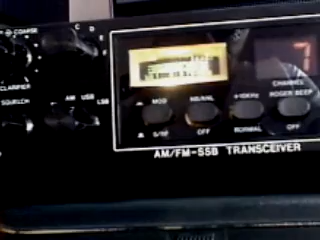 COARSE
C
D
E
F
CLARIFIER
SQUELCH
AM USB
LSB
MOD
NB/ANL
+10KHz
CHANNEL
ROGER BEEP
S/RF
OFF
NORMAL
OFF
AM/FM-SSB TRANSCEIVER